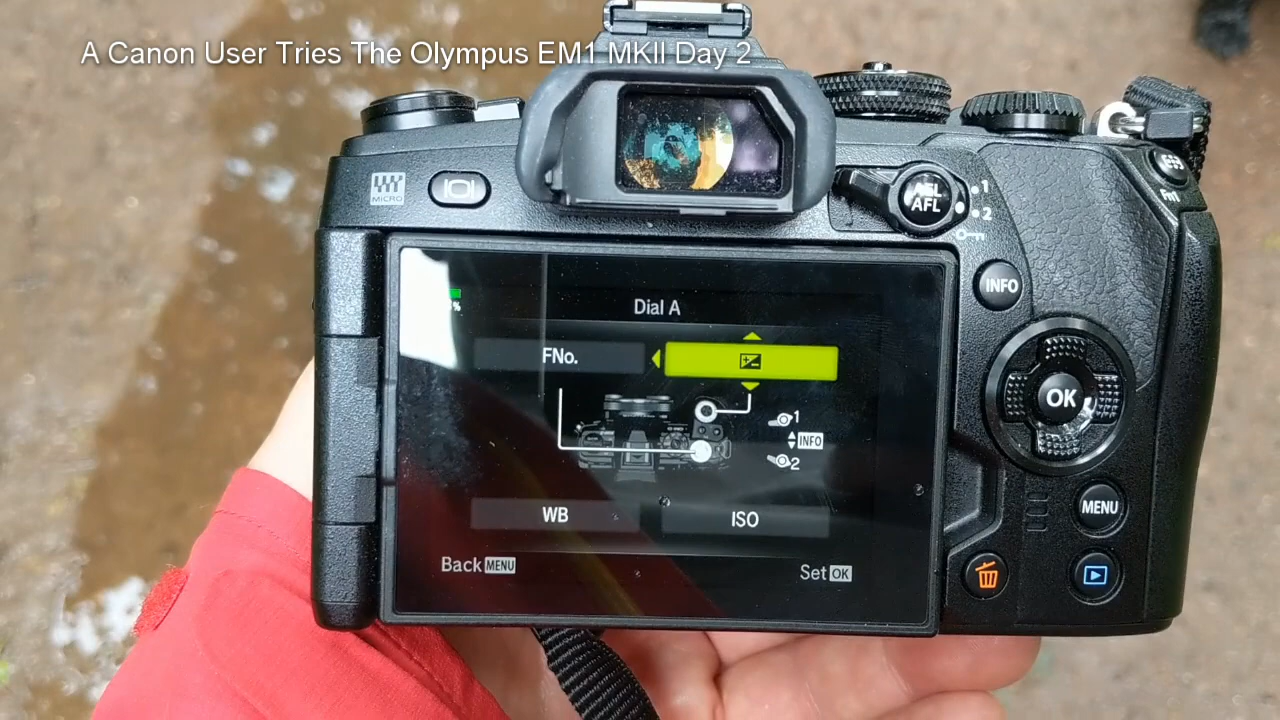 A Canon User Tries The Olympus EM1 MKII Day 2
MICRO
AEL
AFL
1
2
Fn1
INFO
%
Dial A
FNo.
1
INFO
2
OK
WB
ISO
MENU
Back MENU
Set OK